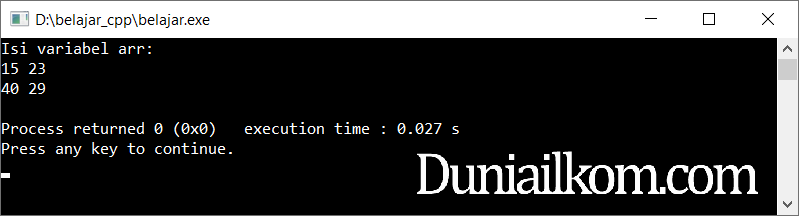 D:\belajar_cpp\belajar.exe
Isi variabel arr:
15 23
40 29
Process returned 0 (0x0)   execution time : 0.027 s
Press any key to continue.
Duniailkom.com